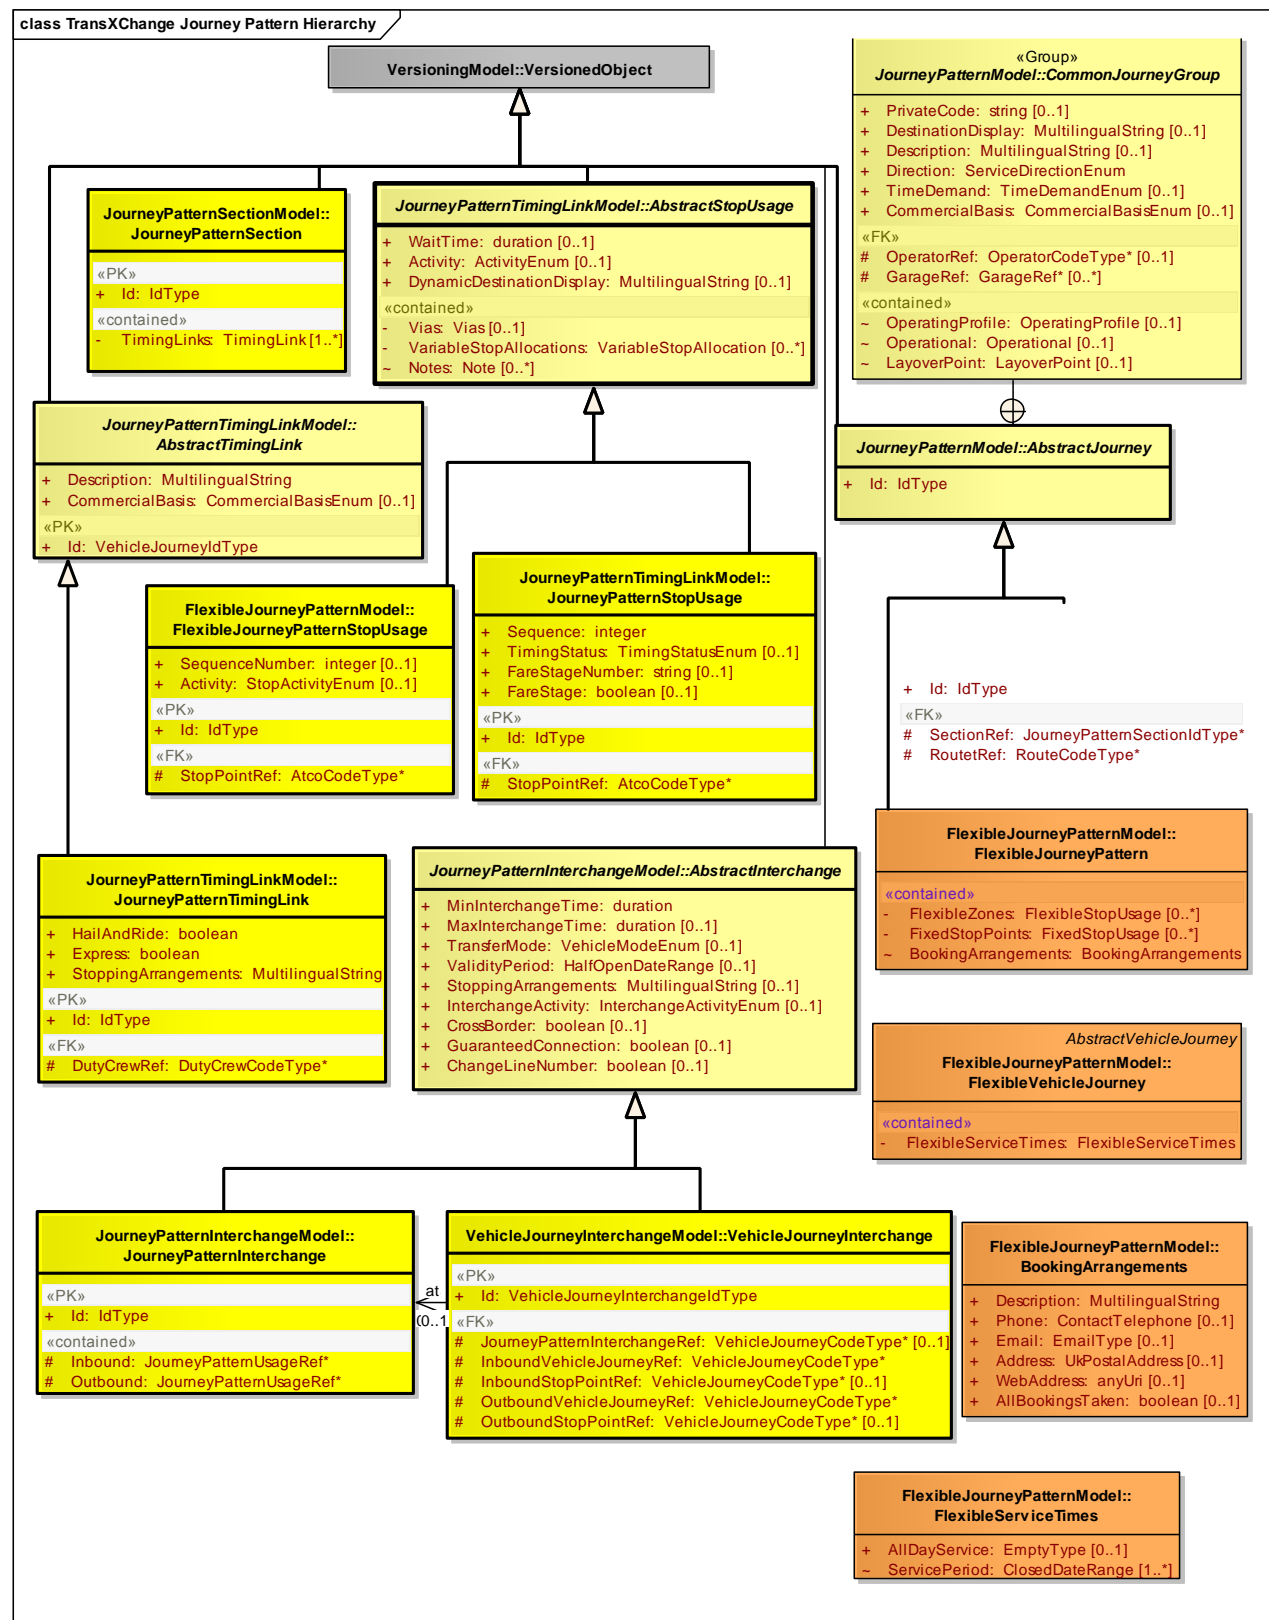 class TransXChange Journey Pattern Hierarchy
VersioningModel::VersionedObject
«Group»
JourneyPatternModel::CommonJourneyGroup
+ PrivateCode: string [0..1]
+ DestinationDisplay: MultilingualString [0..1]
+ Description: MultilingualString [0..1]
+ Direction: ServiceDirectionEnum
+ TimeDemand: TimeDemandEnum [0..1]
+ CommercialBasis: CommercialBasisEnum [0..1]
«FK»
# OperatorRef: OperatorCodeType* [0..1]
# GarageRef: GarageRef* [0..*]
«contained»
~ OperatingProfile: OperatingProfile [0..1]
~ Operational: Operational [0..1]
~ LayoverPoint: LayoverPoint [0..1]
JourneyPatternSectionModel::
JourneyPatternSection
«PK»
+ Id: IdType
«contained»
- TimingLinks: TimingLink [1..*]
JourneyPatternTimingLinkModel::AbstractStopUsage
+ WaitTime: duration [0..1]
+ Activity: ActivityEnum [0..1]
+ DynamicDestinationDisplay: MultilingualString [0..1]
«contained»
- Vias: Vias [0..1]
- VariableStopAllocations: VariableStopAllocation [0..*]
~ Notes: Note [0..*]
JourneyPatternTimingLinkModel::
AbstractTimingLink
+ Description: MultilingualString
+ CommercialBasis: CommercialBasisEnum [0..1]
«PK»
+ Id: VehicleJourneyIdType
JourneyPatternModel::AbstractJourney
+ Id: IdType
FlexibleJourneyPatternModel::
FlexibleJourneyPatternStopUsage
+ SequenceNumber: integer [0..1]
+ Activity: StopActivityEnum [0..1]
«PK»
+ Id: IdType
«FK»
# StopPointRef: AtcoCodeType*
JourneyPatternTimingLinkModel::
JourneyPatternStopUsage
+ Sequence: integer
+ TimingStatus: TimingStatusEnum [0..1]
+ FareStageNumber: string [0..1]
+ FareStage: boolean [0..1]
«PK»
+ Id: IdType
«FK»
# StopPointRef: AtcoCodeType*
+ Id: IdType
«FK»
# SectionRef: JourneyPatternSectionIdType*
# RoutetRef: RouteCodeType*
FlexibleJourneyPatternModel::
FlexibleJourneyPattern
«contained»
- FlexibleZones: FlexibleStopUsage [0..*]
- FixedStopPoints: FixedStopUsage [0..*]
~ BookingArrangements: BookingArrangements
JourneyPatternTimingLinkModel::
JourneyPatternTimingLink
+ HailAndRide: boolean
+ Express: boolean
+ StoppingArrangements: MultilingualString
«PK»
+ Id: IdType
«FK»
# DutyCrewRef: DutyCrewCodeType*
JourneyPatternInterchangeModel::AbstractInterchange
+ MinInterchangeTime: duration
+ MaxInterchangeTime: duration [0..1]
+ TransferMode: VehicleModeEnum [0..1]
+ ValidityPeriod: HalfOpenDateRange [0..1]
+ StoppingArrangements: MultilingualString [0..1]
+ InterchangeActivity: InterchangeActivityEnum [0..1]
+ CrossBorder: boolean [0..1]
+ GuaranteedConnection: boolean [0..1]
+ ChangeLineNumber: boolean [0..1]
AbstractVehicleJourney
FlexibleJourneyPatternModel::
FlexibleVehicleJourney
«contained»
- FlexibleServiceTimes: FlexibleServiceTimes
JourneyPatternInterchangeModel::
JourneyPatternInterchange
«PK»
+ Id: IdType
«contained»
# Inbound: JourneyPatternUsageRef*
# Outbound: JourneyPatternUsageRef*
at
(0..1
VehicleJourneyInterchangeModel::VehicleJourneyInterchange
«PK»
+ Id: VehicleJourneyInterchangeIdType
«FK»
# JourneyPatternInterchangeRef: VehicleJourneyCodeType* [0..1]
# InboundVehicleJourneyRef: VehicleJourneyCodeType*
# InboundStopPointRef: VehicleJourneyCodeType* [0..1]
# OutboundVehicleJourneyRef: VehicleJourneyCodeType*
# OutboundStopPointRef: VehicleJourneyCodeType* [0..1]
FlexibleJourneyPatternModel::
BookingArrangements
+ Description: MultilingualString
+ Phone: ContactTelephone [0..1]
+ Email: EmailType [0..1]
+ Address: UkPostalAddress [0..1]
+ WebAddress: anyUri [0..1]
+ AllBookingsTaken: boolean [0..1]
FlexibleJourneyPatternModel::
FlexibleServiceTimes
+ AllDayService: EmptyType [0..1]
~ ServicePeriod: ClosedDateRange [1..*]